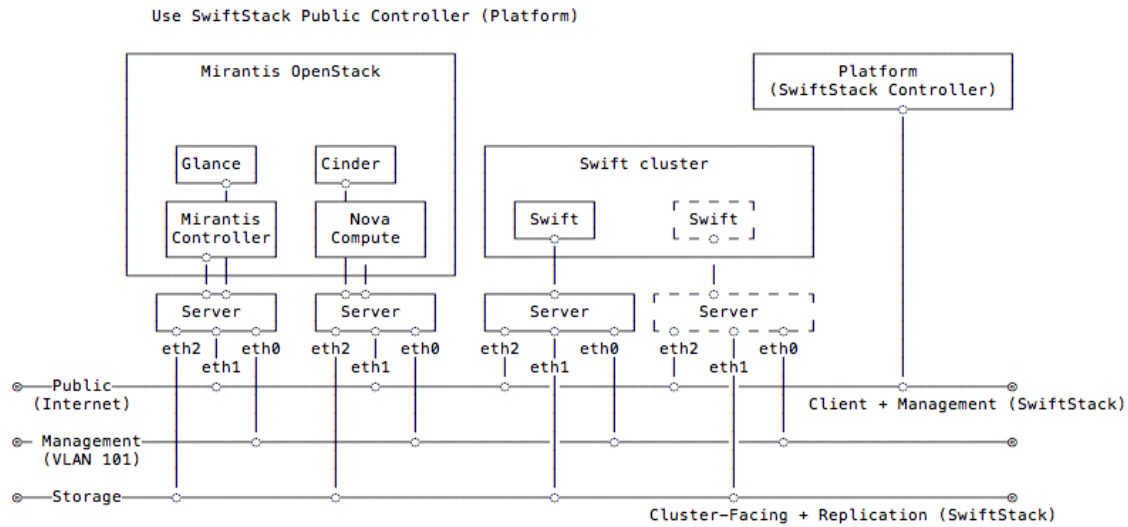 Use SwiftStack Public Controller (Platform)
Mirantis OpenStack
Platform
(SwiftStack Controller)
Glance
Cinder
Swift cluster
Mirantis
Controller
Nova
Compute
Swift
Swift
Server
Server
Server
Server
eth2
eth0
eth2
eth0
eth2
eth0
eth2
eth0
eth1
eth1
eth1
eth1
Public
(Internet)
Client + Management (SwiftStack)
Management
(VLAN 101)
Storage
Cluster-Facing + Replication (SwiftStack)